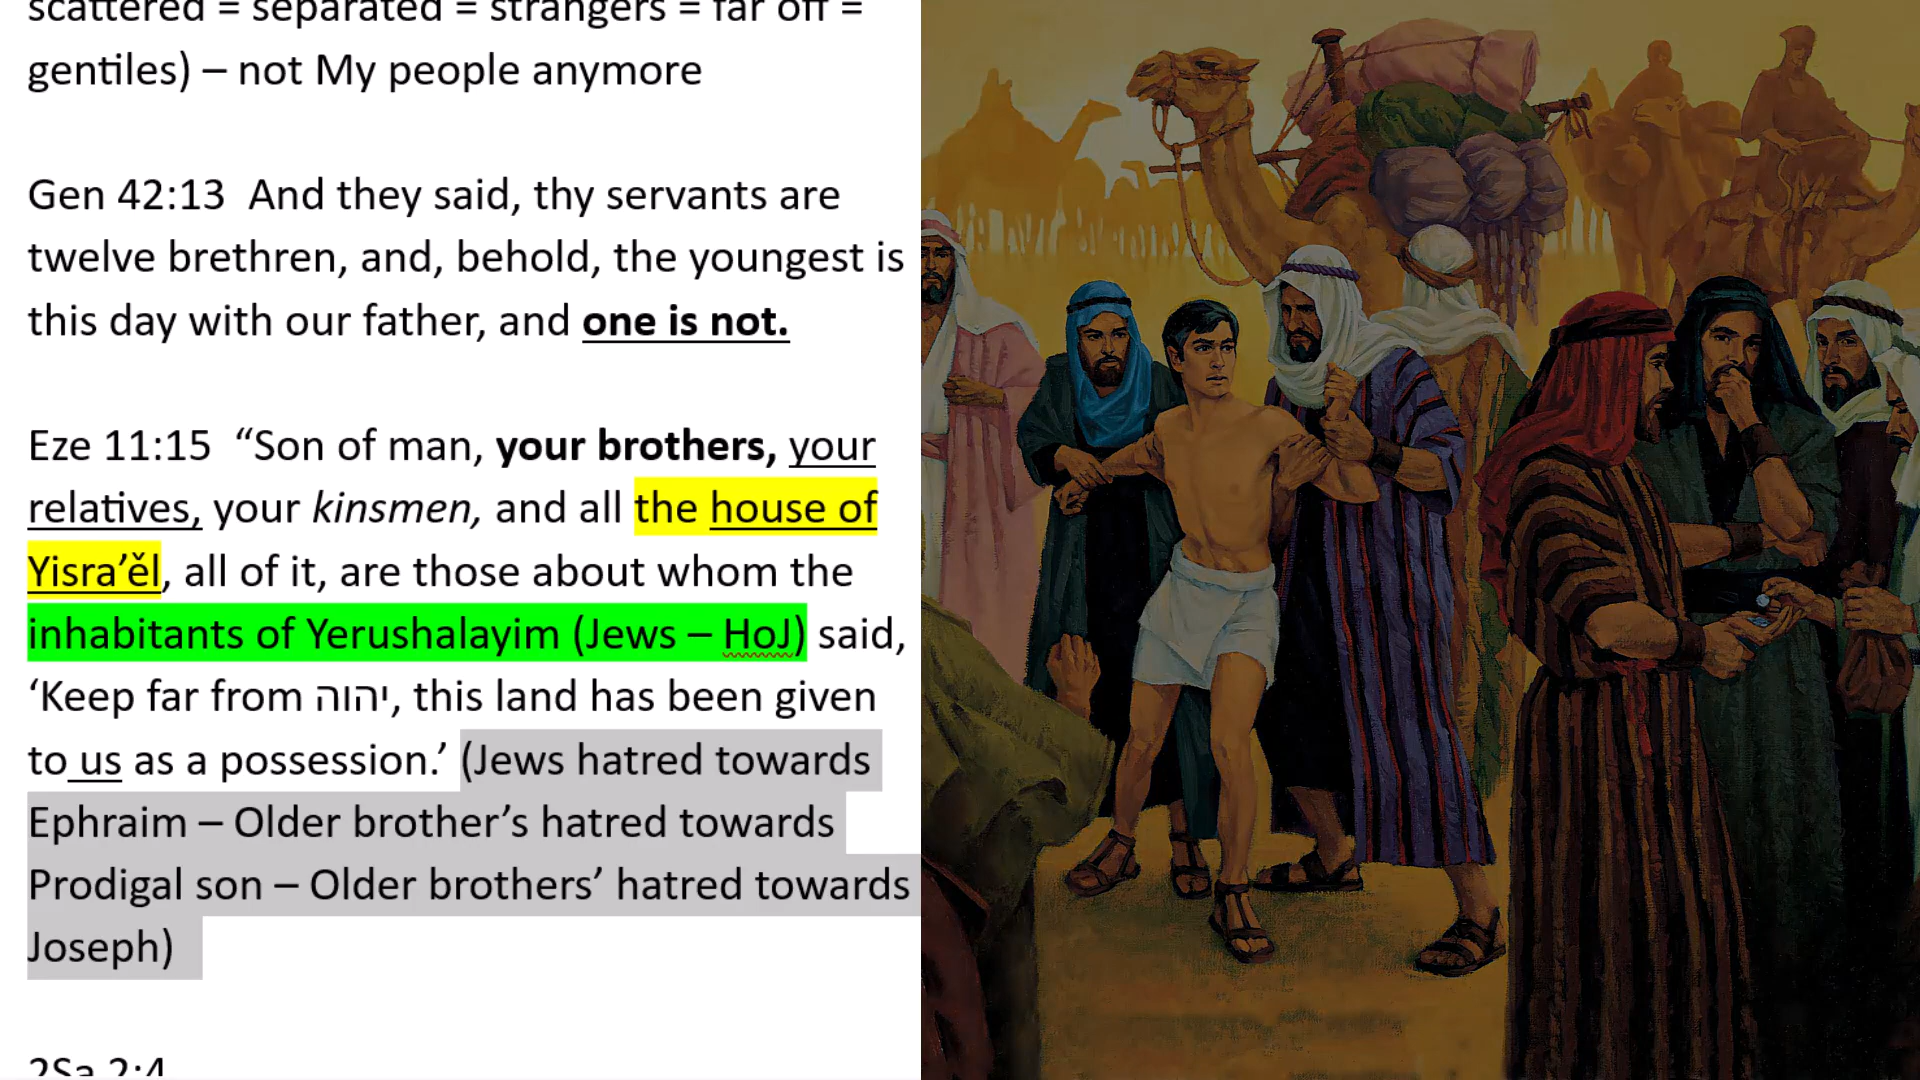 scattered = separated = strangers = far off =
gentiles) – not My people anymore
Gen 42:13  And they said, thy servants are
twelve brethren, and, behold, the youngest is
this day with our father, and one is not.
Eze 11:15  “Son of man, your brothers, your
relatives, your kinsmen, and all the house of
Yisra’ěl, all of it, are those about whom the
inhabitants of Yerushalayim (Jews – HoJ) said,
‘Keep far from יהוה, this land has been given
to us as a possession.’ (Jews hatred towards
Ephraim – Older brother’s hatred towards
Prodigal son – Older brothers’ hatred towards
Joseph)
2Sa 2:4